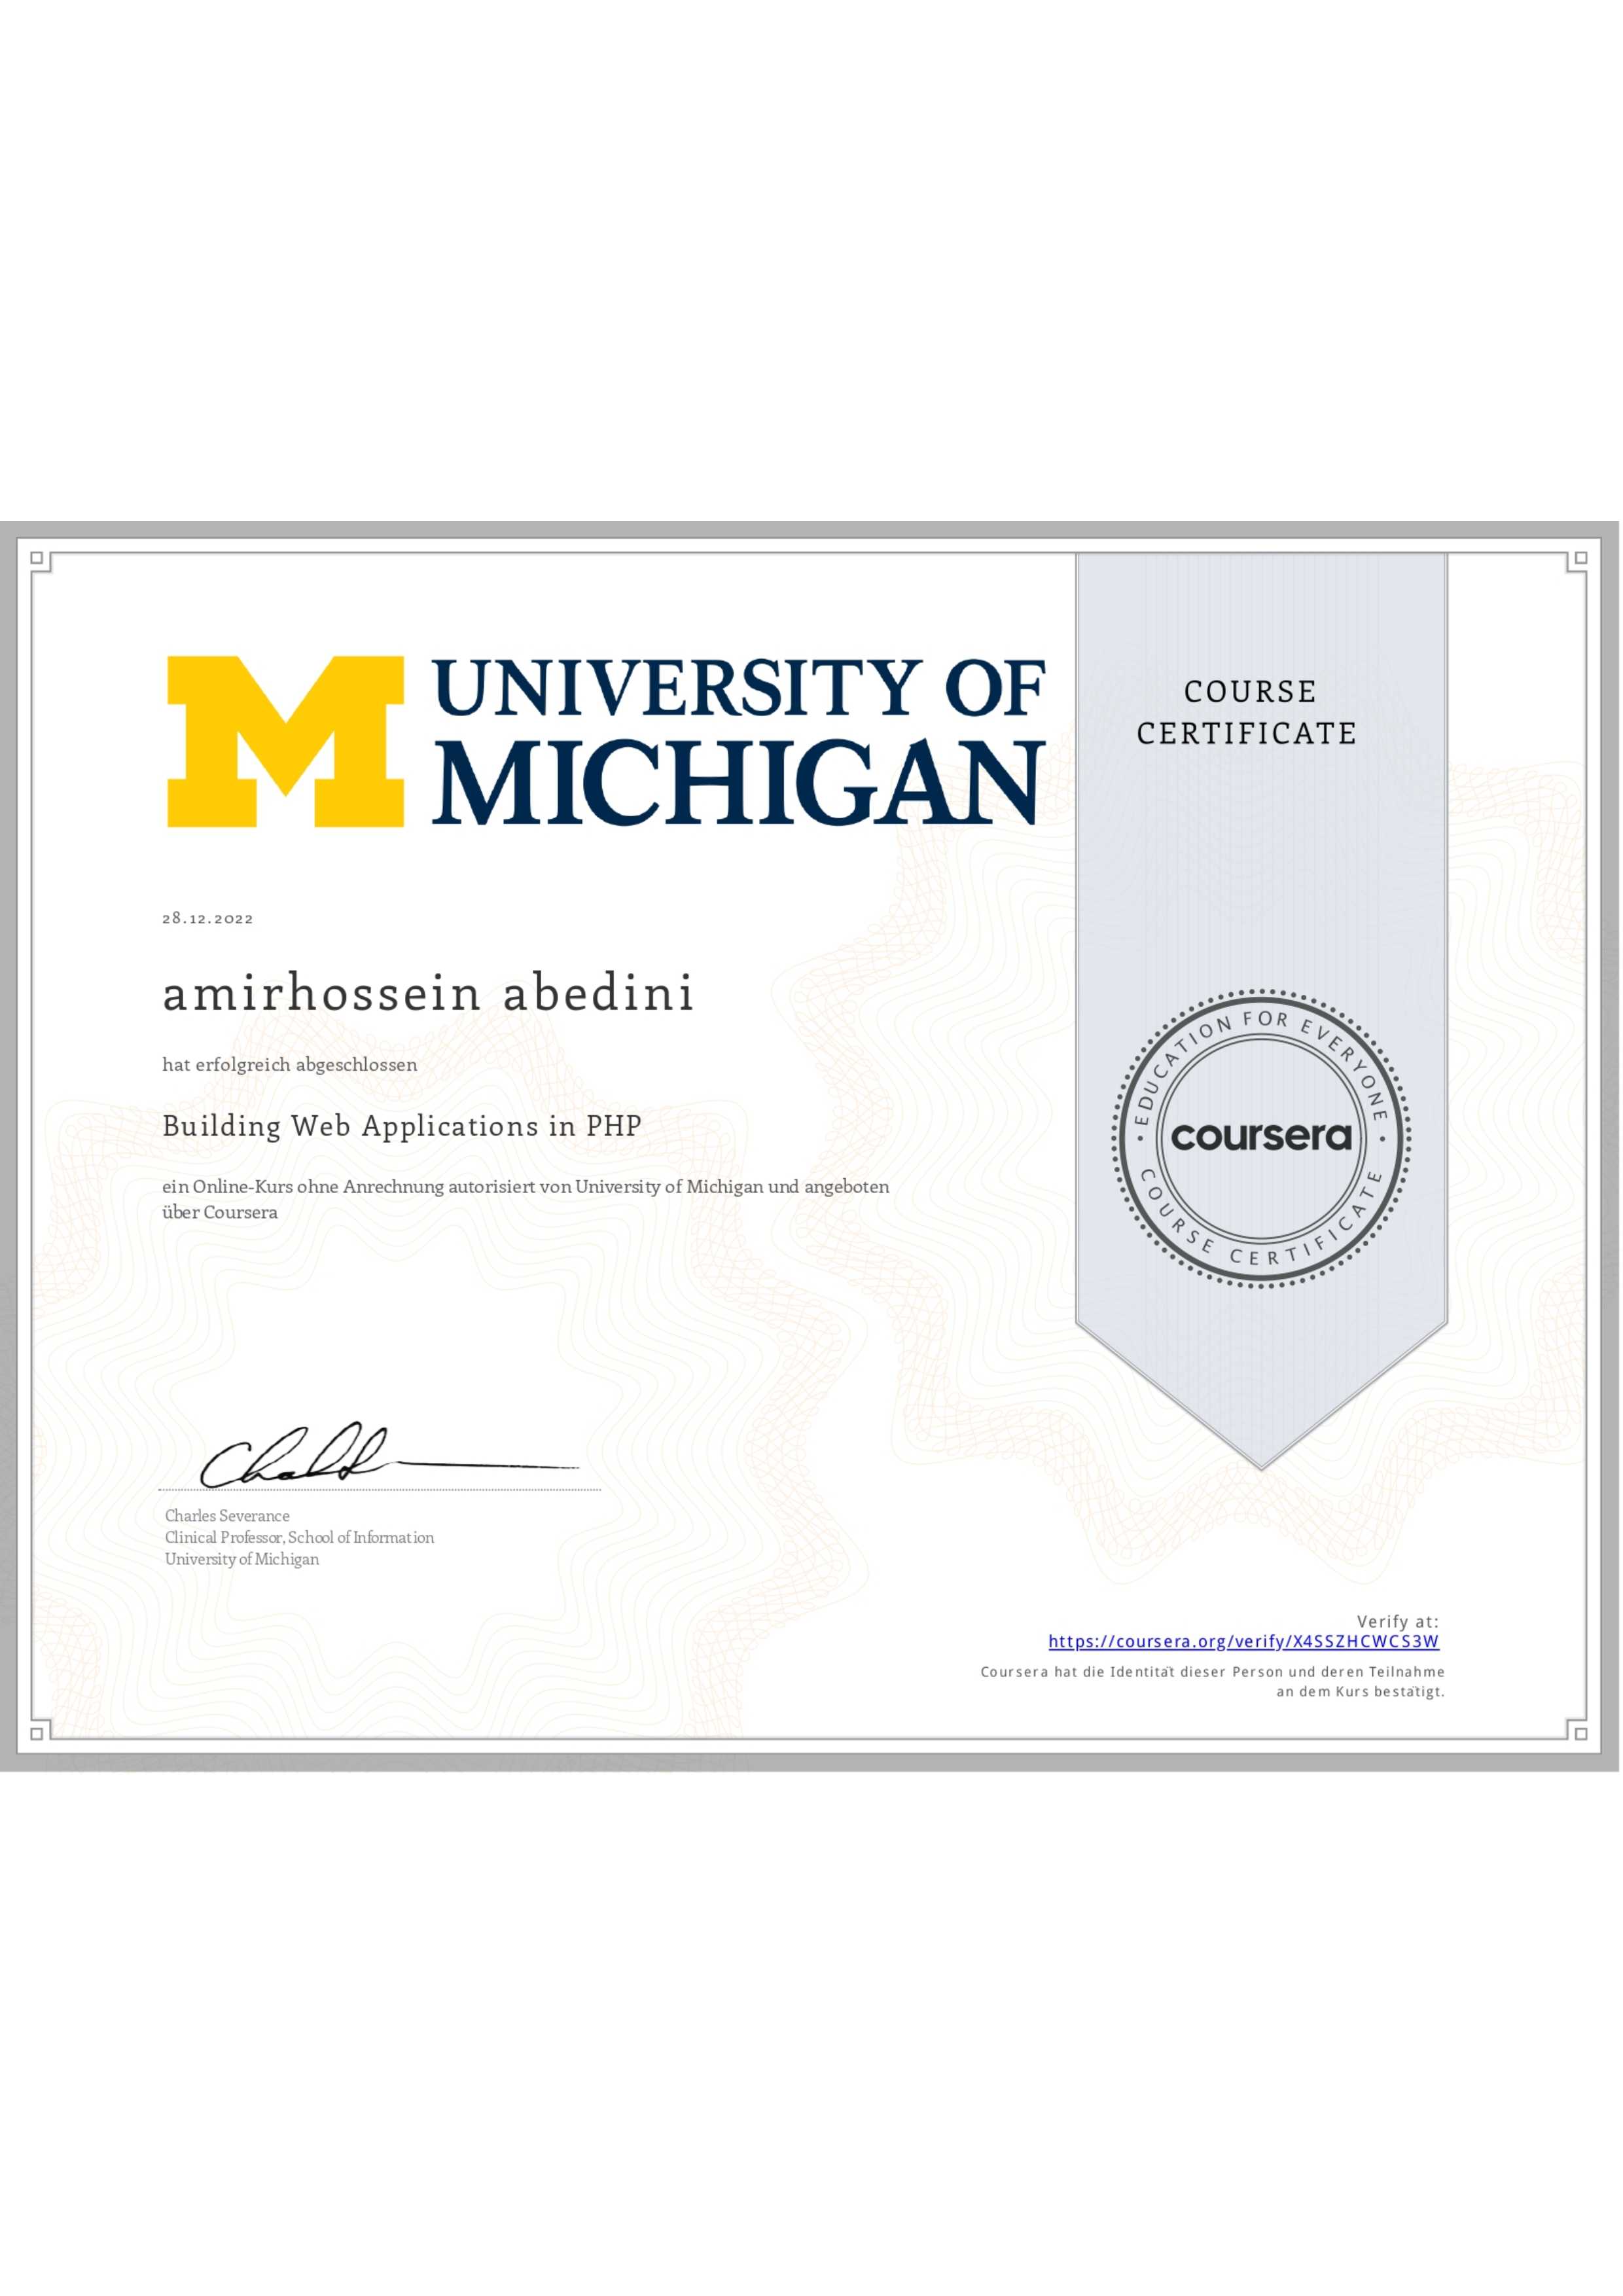 UNIVERSITY OF
MICHIGAN
COURSE
CERTIFICATE
28.12.2022
amirhossein abedini
hat erfolgreich abgeschlossen
Building Web Applications in PHP
ein Online-Kurs ohne Anrechnung autorisiert von University of Michigan und angeboten
über Coursera
EDUCATION FOR EVERYONE
coursera
COURSE CERTIFICATE
Charles Severance
Clinical Professor, School of Information
University of Michigan
Verify at:
https://coursera.org/verify/X4SSZHCWCS3W
Coursera hat die Identität dieser Person und deren Teilnahme
an dem Kurs bestätigt.